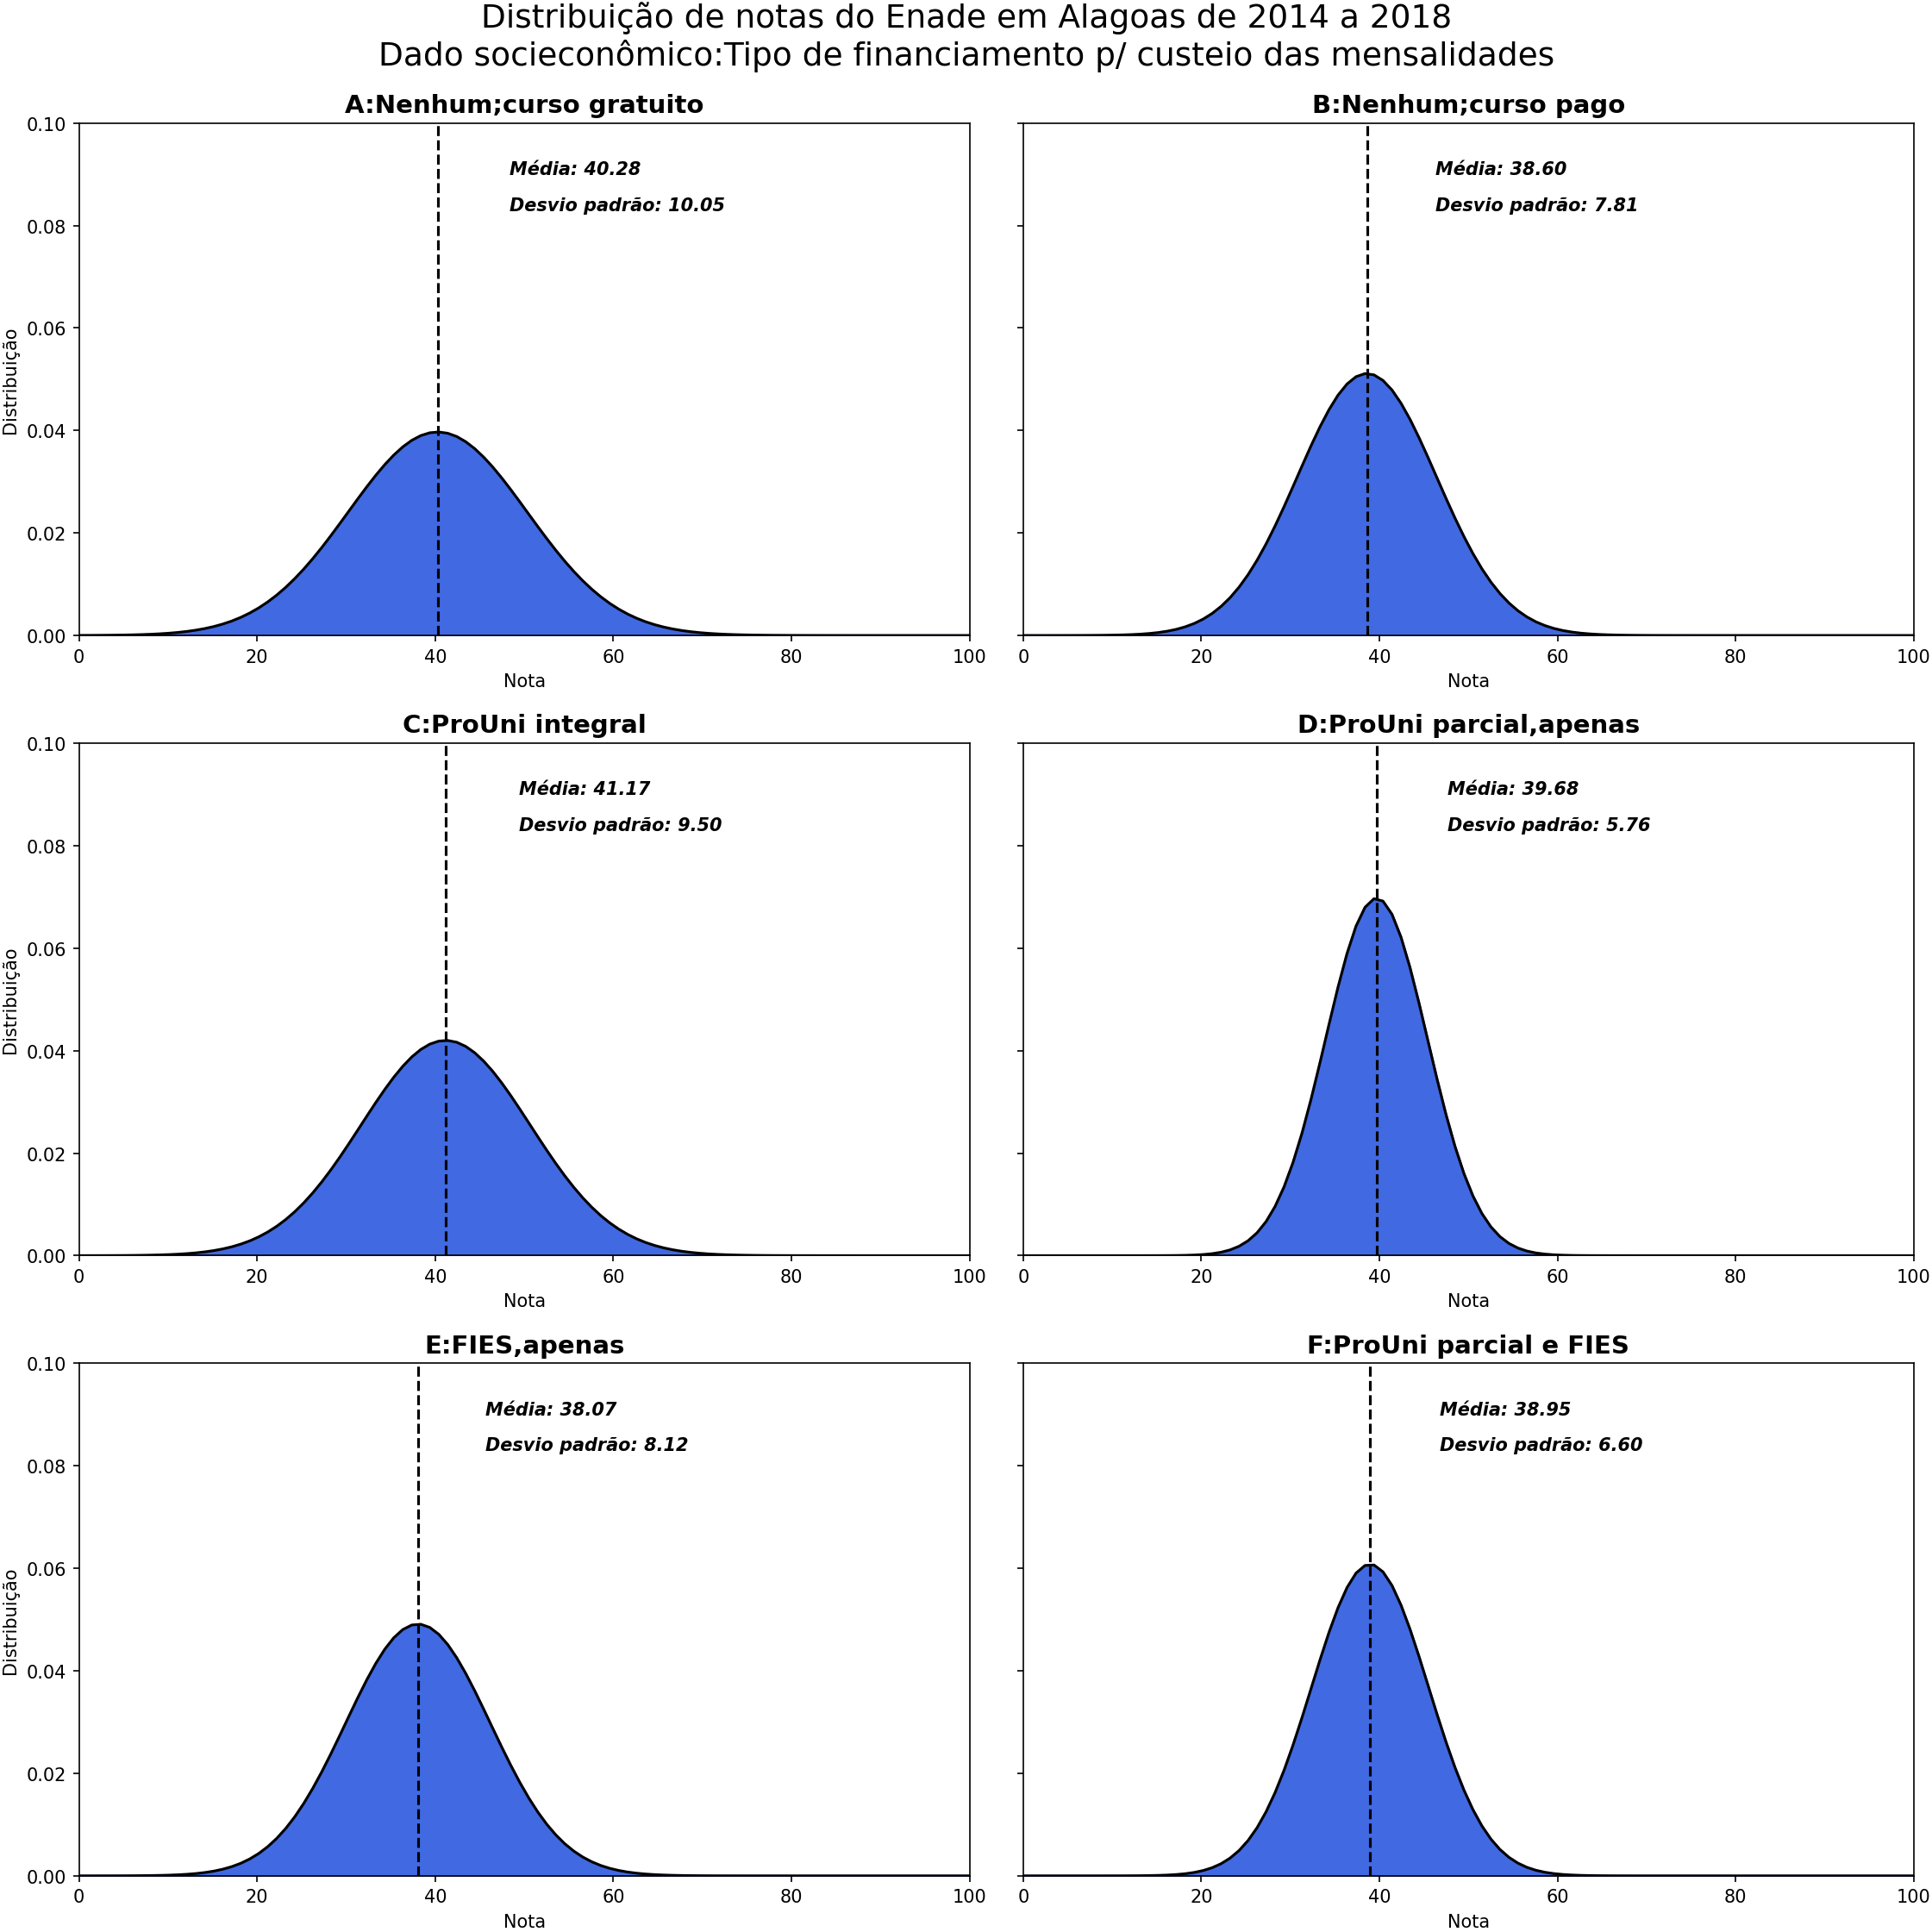 Distribuição de notas do Enade em Alagoas de 2014 a 2018
Dado socieconômico:Tipo de financiamento p/ custeio das mensalidades
A:Nenhum;curso gratuito
Média: 40.28
Desvio padrão: 10.05
Distribuição
0.10
0.08
0.06
0.04
0.02
0.00
0 20 40 60 80 100
Nota
B:Nenhum;curso pago
Média: 38.60
Desvio padrão: 7.81
0 20 40 60 80 100
Nota
C:ProUni integral
Média: 41.17
Desvio padrão: 9.50
Distribuição
0.10
0.08
0.06
0.04
0.02
0.00
0 20 40 60 80 100
Nota
D:ProUni parcial,apenas
Média: 39.68
Desvio padrão: 5.76
0 20 40 60 80 100
Nota
E:FIES,apenas
Média: 38.07
Desvio padrão: 8.12
Distribuição
0.10
0.08
0.06
0.04
0.02
0.00
0 20 40 60 80 100
Nota
F:ProUni parcial e FIES
Média: 38.95
Desvio padrão: 6.60
0 20 40 60 80 100
Nota